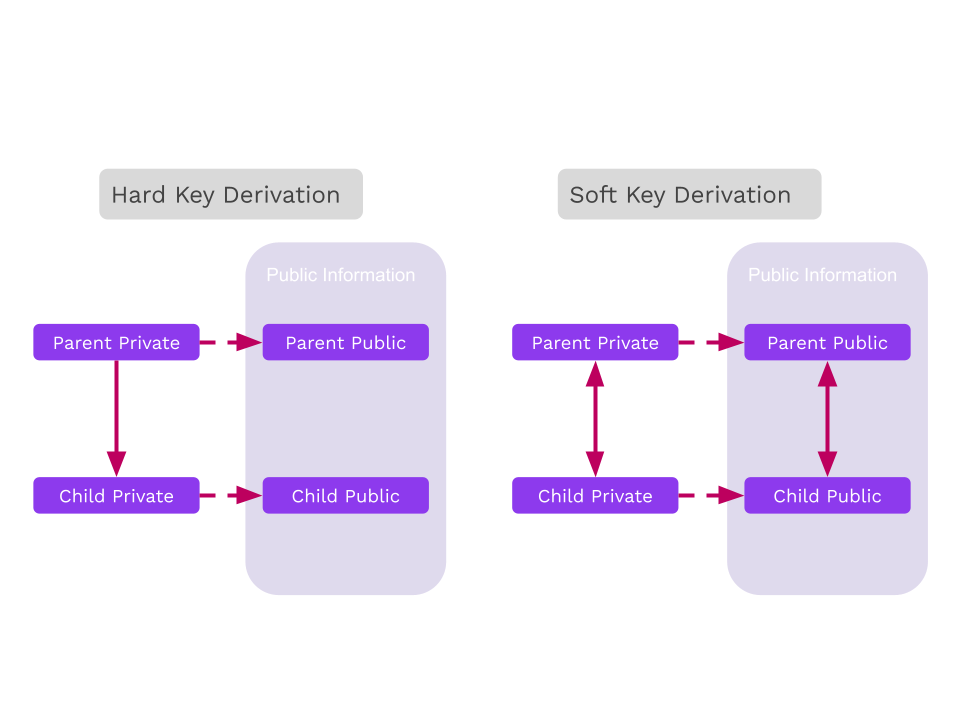 Hard Key Derivation
Public Information
Parent Private
Parent Public
Child Private
Child Public
Soft Key Derivation
Public Information
Parent Private
Parent Public
Child Private
Child Public